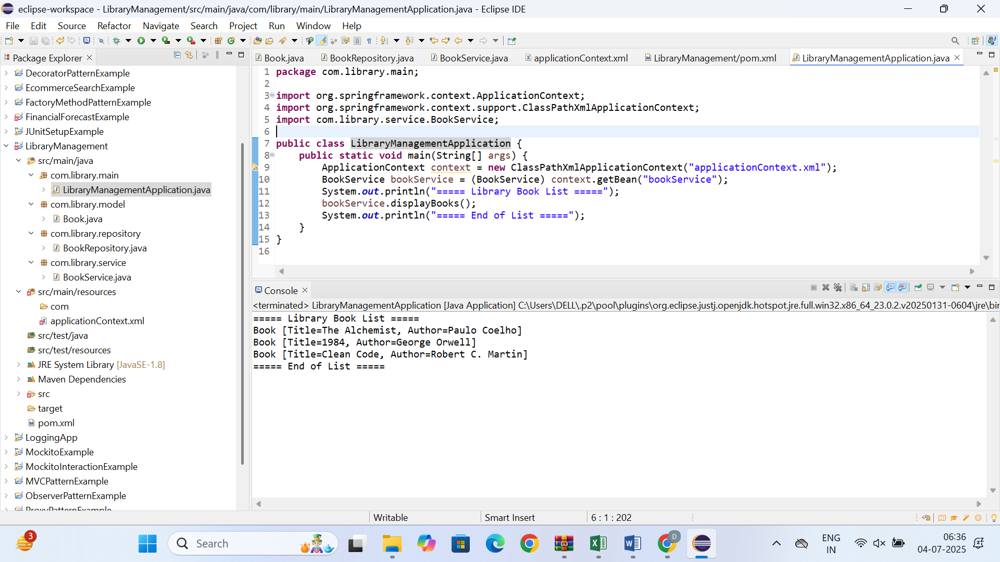 eclipse-workspace - LibraryManagement/src/main/java/com/library/main/LibraryManagementApplication.java - Eclipse IDE
File Edit Source Refactor Navigate Search Project Run Window Help
Package Explorer
DecoratorPatternExample
EcommerceSearchExample
FactoryMethodPatternExample
FinancialForecastExample
JUnitSetupExample
LibraryManagement
src/main/java
com.library.main
LibraryManagementApplication.java
com.library.model
Book.java
com.library.repository
BookRepository.java
com.library.service
BookService.java
src/main/resources
com
applicationContext.xml
src/test/java
src/test/resources
JRE System Library [JavaSE-1.8]
Maven Dependencies
src
target
pom.xml
LoggingApp
MockitoExample
MockitoInteractionExample
MVCPatternExample
ObserverPatternExample
ProxyPatternExample
Book.java BookRepository.java BookService.java applicationContext.xml LibraryManagement/pom.xml LibraryManagementApplication.java
1 package com.library.main;
2
3 import org.springframework.context.ApplicationContext;
4 import org.springframework.context.support.ClassPathXmlApplicationContext;
5 import com.library.service.BookService;
6
7 public class LibraryManagementApplication {
8 public static void main(String[] args) {
9 ApplicationContext context = new ClassPathXmlApplicationContext("applicationContext.xml");
10 BookService bookService = (BookService) context.getBean("bookService");
11 System.out.println("===== Library Book List =====");
12 bookService.displayBooks();
13 System.out.println("===== End of List =====");
14 }
15 }
16
Console
<terminated> LibraryManagementApplication [Java Application] C:\Users\DELL\.p2\pool\plugins\org.eclipse.justj.openjdk.hotspot.jre.full.win32.x86_64_23.0.2.v20250131-0604\jre\bin
===== Library Book List =====
Book [Title=The Alchemist, Author=Paulo Coelho]
Book [Title=1984, Author=George Orwell]
Book [Title=Clean Code, Author=Robert C. Martin]
===== End of List =====
Writable Smart Insert 6 : 1 : 202
3
Search
D
ENG
IN
06:36
04-07-2025